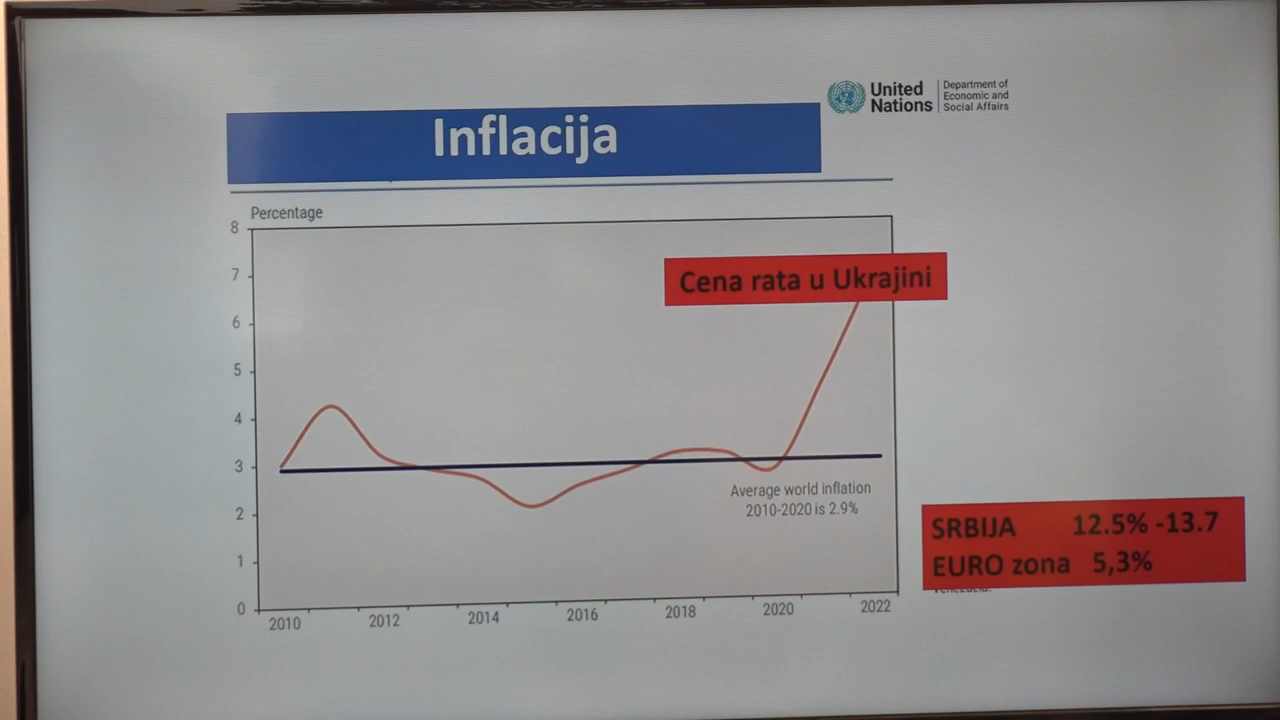 United Nations
Department of Economic and Social Affairs
Inflacija
Percentage
8
7
6
5
4
3
2
1
0
Cena rata u Ukrajini
Average world inflation
2010-2020 is 2.9%
SRBIJA 12.5% -13.7
EURO zona 5,3%
2010 2012 2014 2016 2018 2020 2022